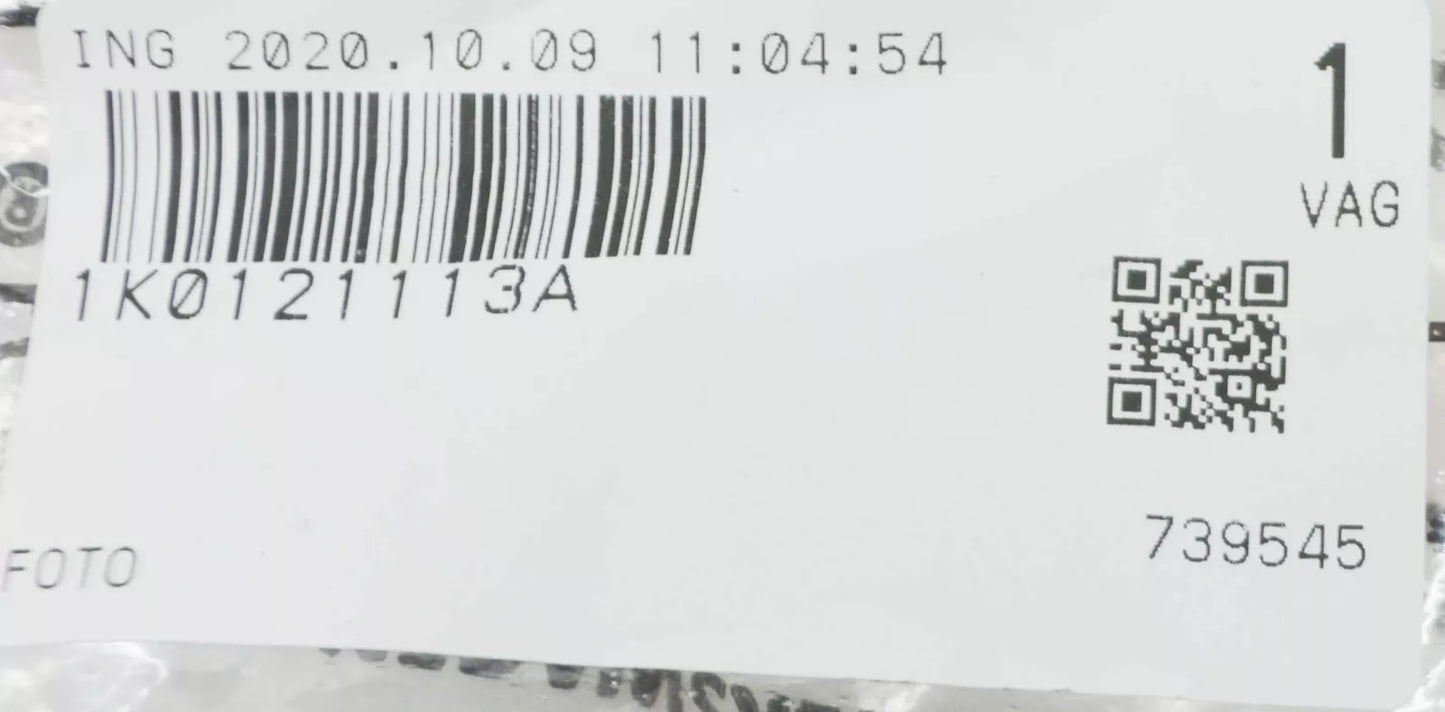 ING 2020.10.09 11:04:54
1
VAG
1K0121113A
739545
FOTO